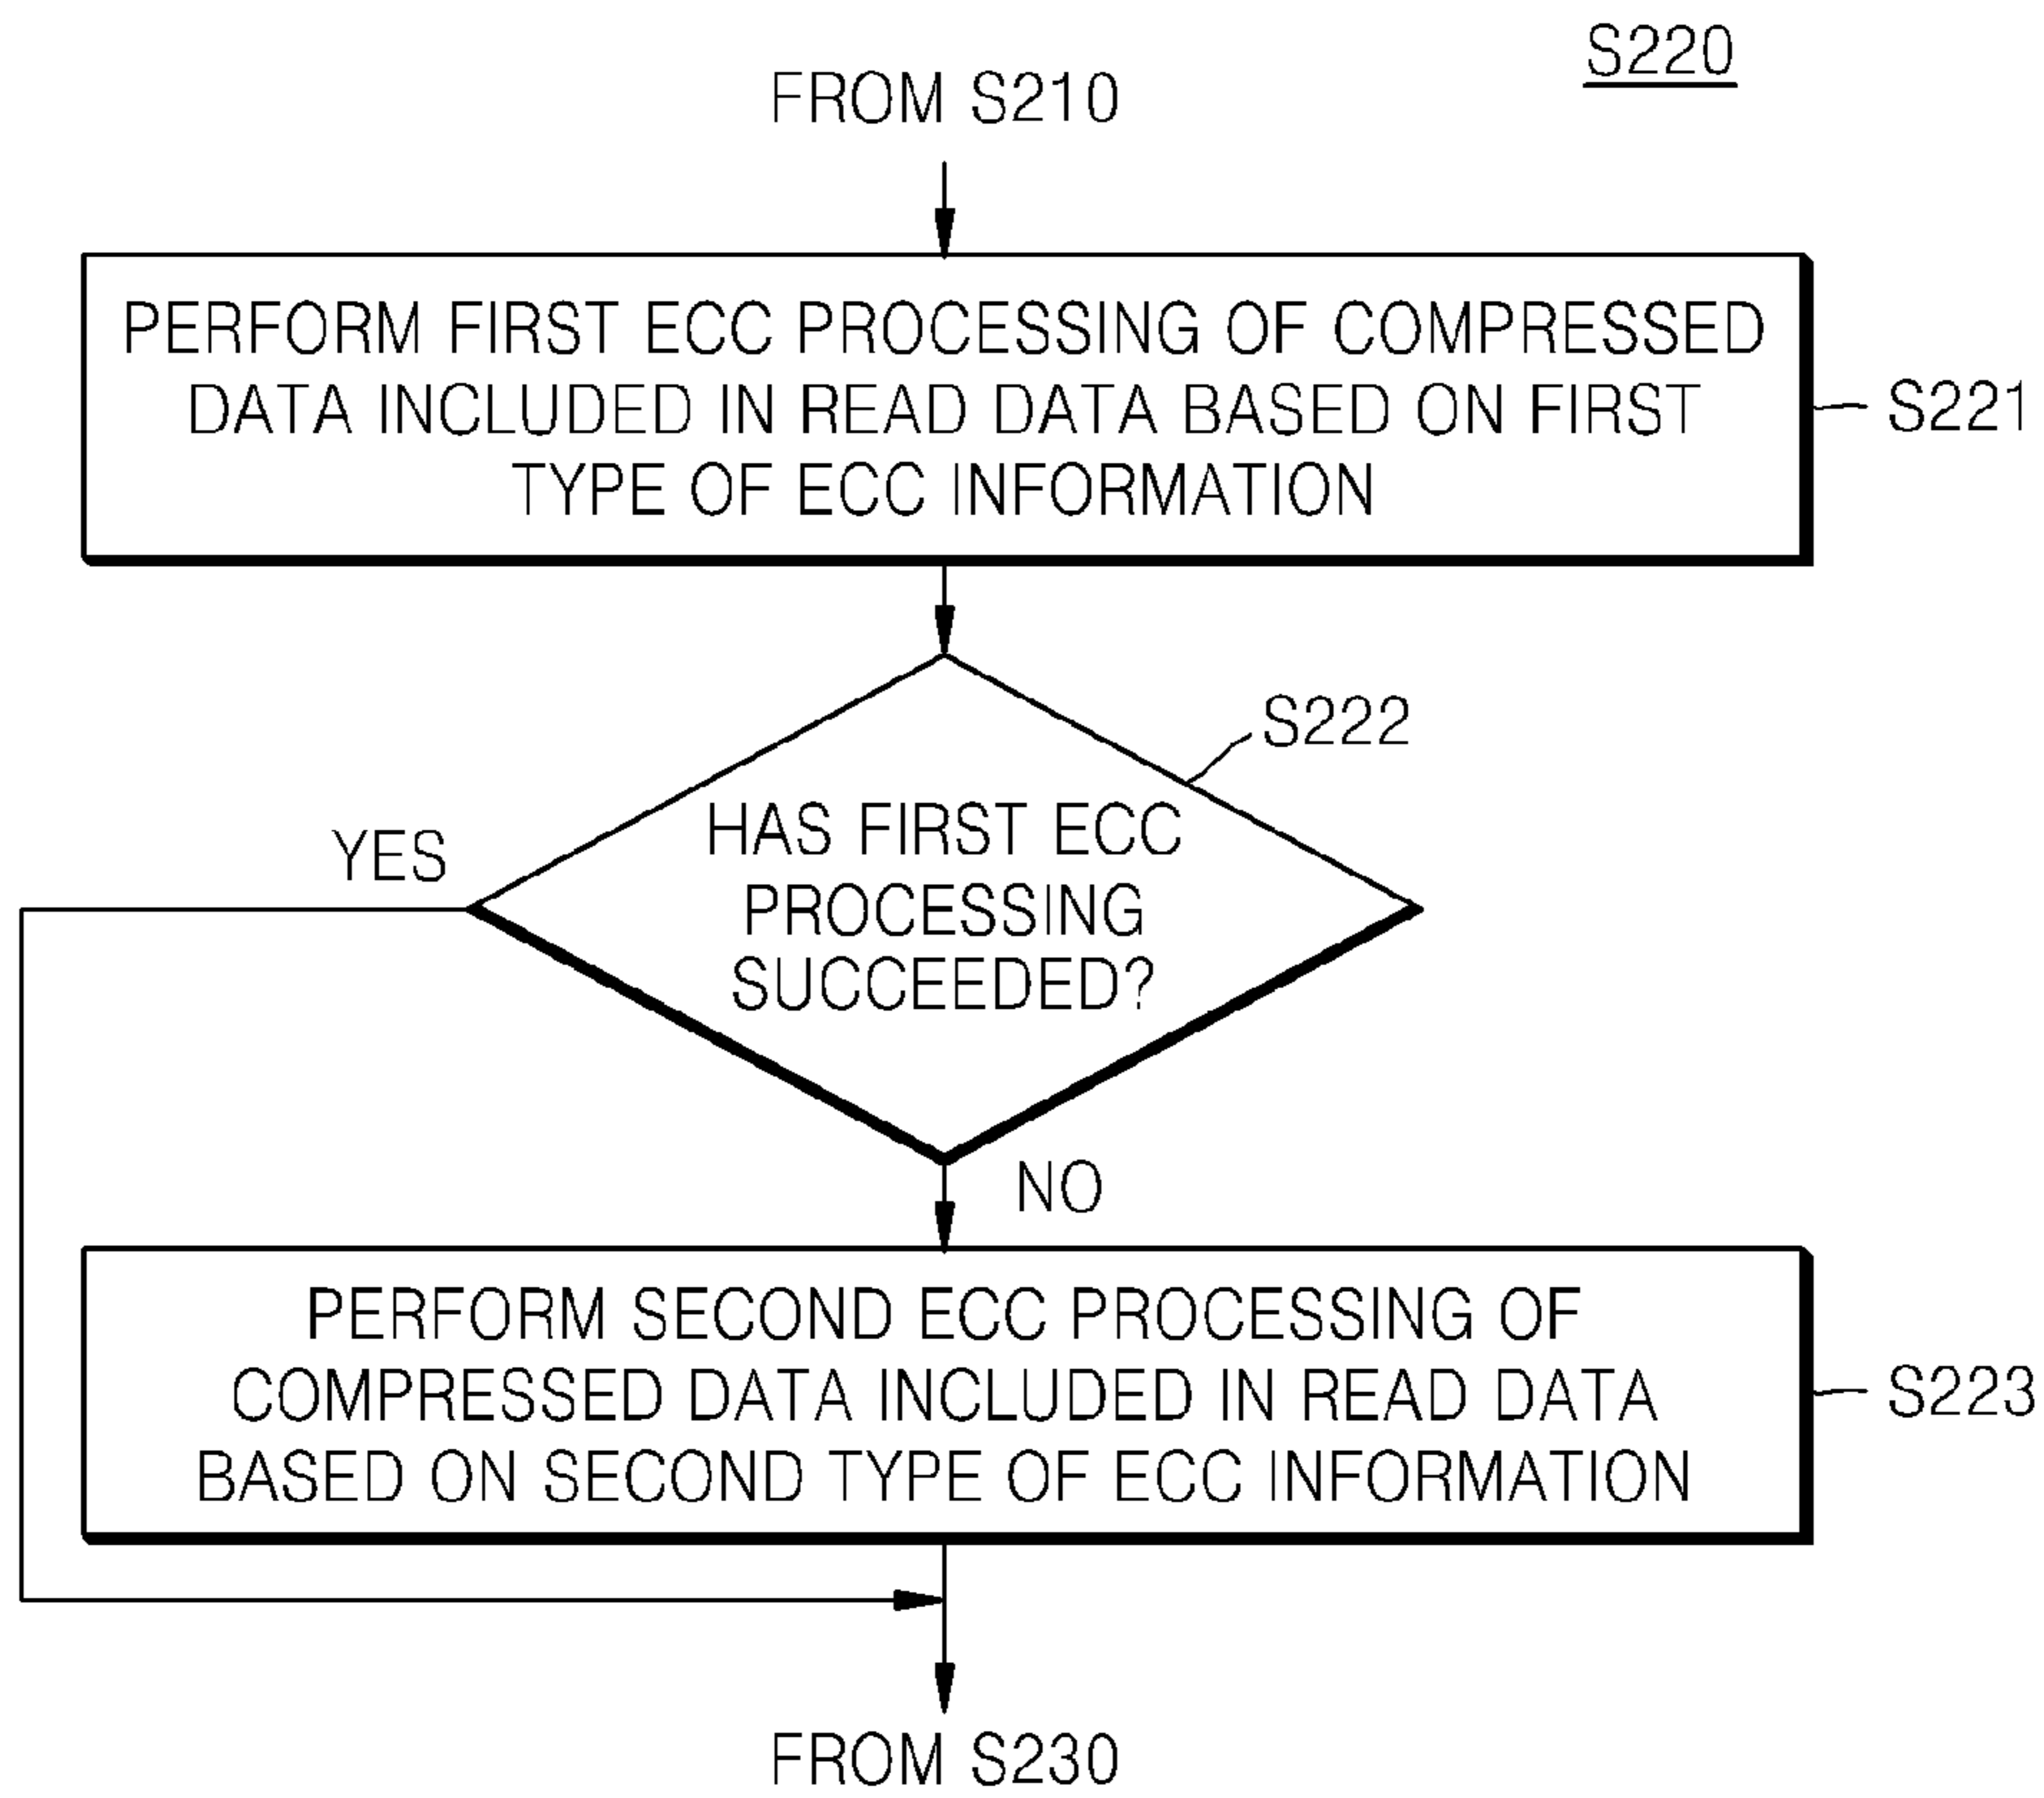 S220
FROM S210
PERFORM FIRST ECC PROCESSING OF COMPRESSED
DATA INCLUDED IN READ DATA BASED ON FIRST
TYPE OF ECC INFORMATION
S221
S222
HAS FIRST ECC
PROCESSING
SUCCEEDED?
YES
NO
PERFORM SECOND ECC PROCESSING OF
COMPRESSED DATA INCLUDED IN READ DATA
BASED ON SECOND TYPE OF ECC INFORMATION
S223
FROM S230